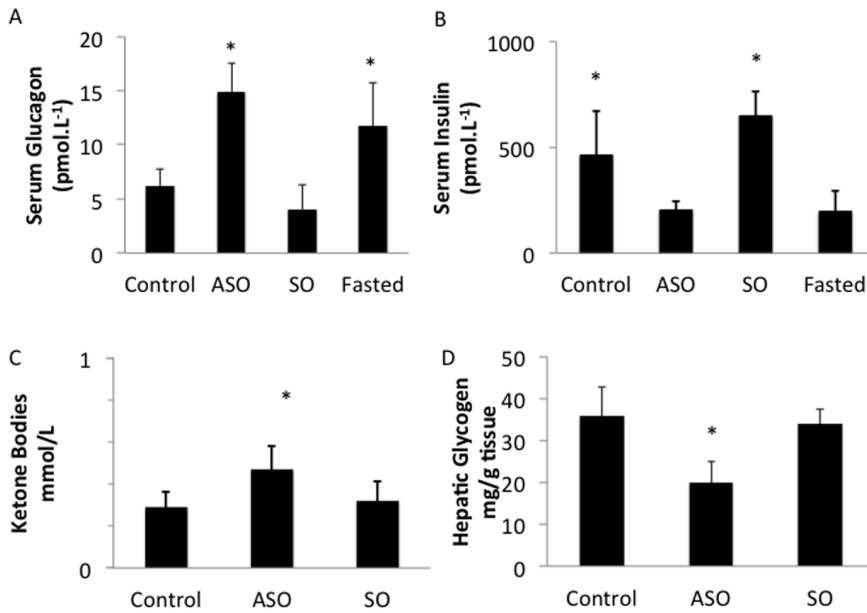 A
Serum Glucagon
(pmol.L⁻¹)
20
15
10
5
0
*
*
Control ASO SO Fasted
B
Serum Insulin
(pmol.L⁻¹)
1000
500
0
*
*
Control ASO SO Fasted
C
Ketone Bodies
mmol/L
1
0
*
Control ASO SO
D
Hepatic Glycogen
mg/g tissue
50
40
30
20
10
0
*
Control ASO SO